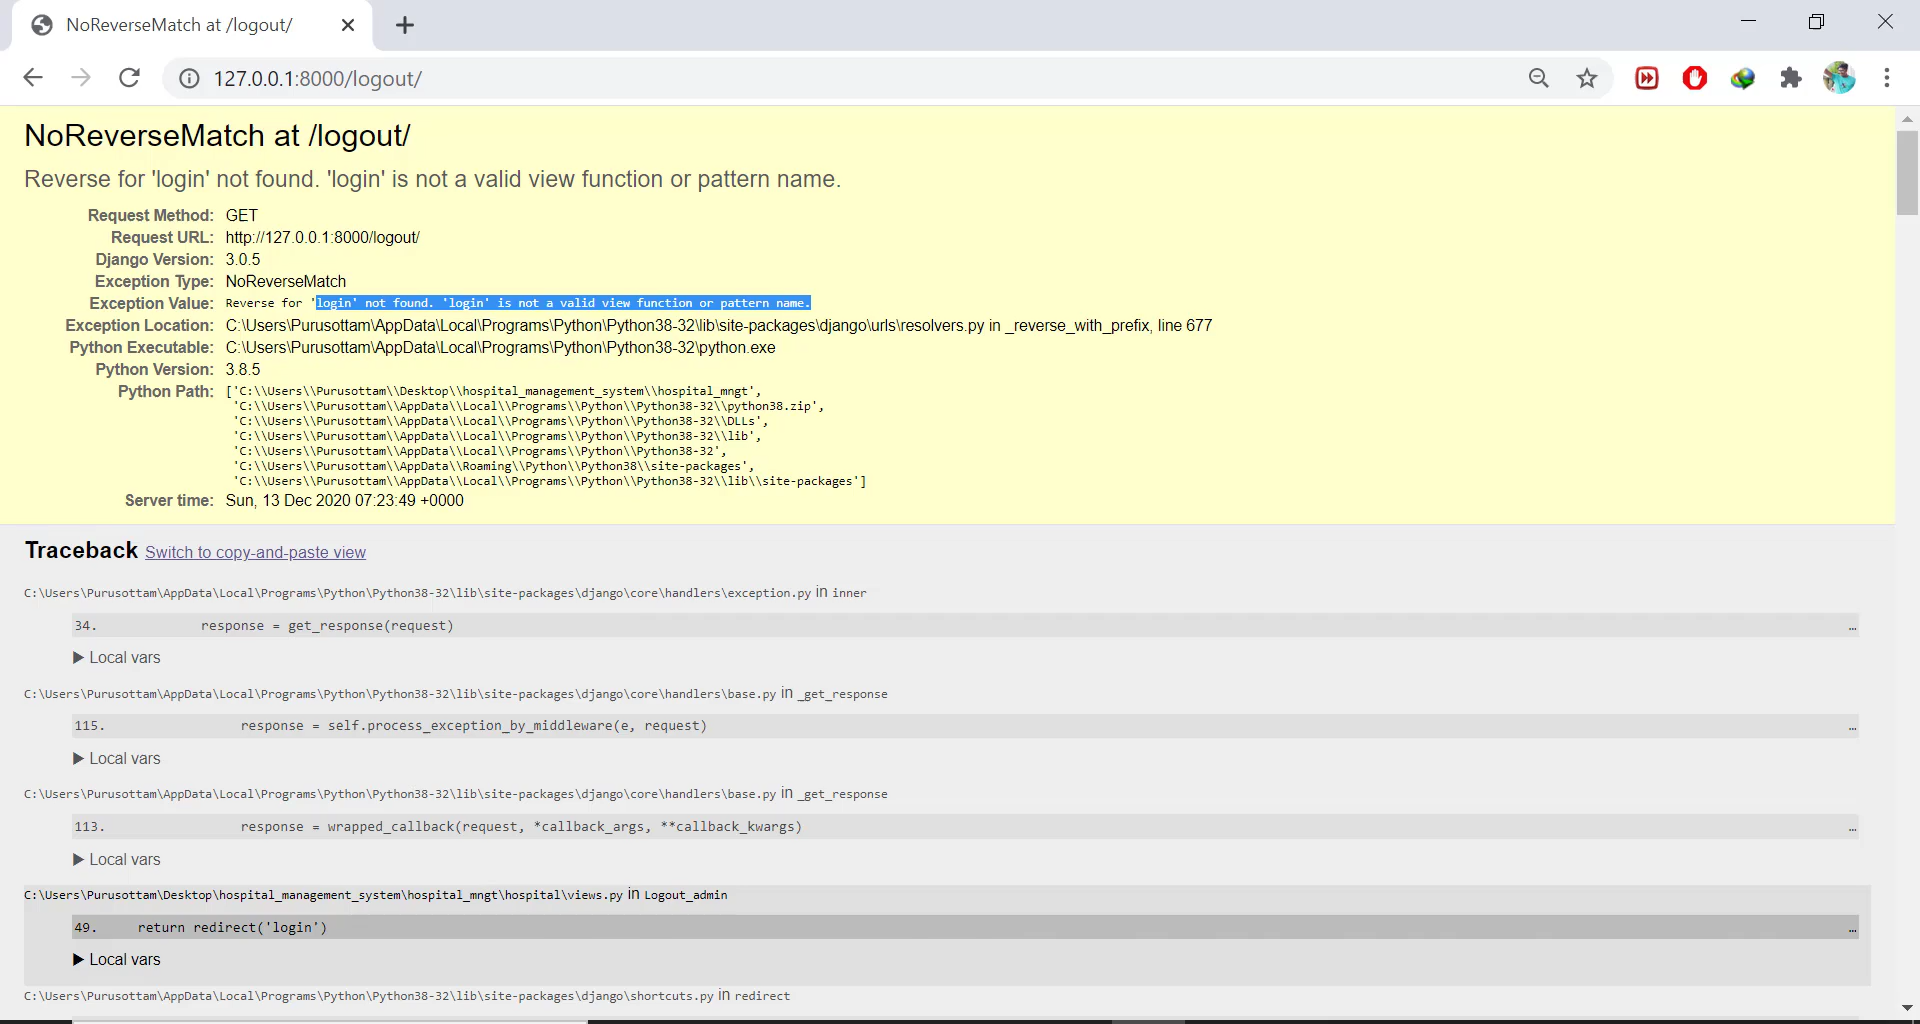 NoReverseMatch at /logout/
127.0.0.1:8000/logout/
NoReverseMatch at /logout/
Reverse for 'login' not found. 'login' is not a valid view function or pattern name.
Request Method: GET
Request URL: http://127.0.0.1:8000/logout/
Django Version: 3.0.5
Exception Type: NoReverseMatch
Exception Value: Reverse for 'login' not found. 'login' is not a valid view function or pattern name.
Exception Location: C:\Users\Purusottam\AppData\Local\Programs\Python\Python38-32\lib\site-packages\django\urls\resolvers.py in _reverse_with_prefix, line 677
Python Executable: C:\Users\Purusottam\AppData\Local\Programs\Python\Python38-32\python.exe
Python Version: 3.8.5
Python Path: ['C:\\Users\\Purusottam\\Desktop\\hospital_management_system\\hospital_mngt',
'C:\\Users\\Purusottam\\AppData\\Local\\Programs\\Python\\Python38-32\\python38.zip',
'C:\\Users\\Purusottam\\AppData\\Local\\Programs\\Python\\Python38-32\\DLLs',
'C:\\Users\\Purusottam\\AppData\\Local\\Programs\\Python\\Python38-32\\lib',
'C:\\Users\\Purusottam\\AppData\\Local\\Programs\\Python\\Python38-32',
'C:\\Users\\Purusottam\\AppData\\Roaming\\Python\\Python38\\site-packages',
'C:\\Users\\Purusottam\\AppData\\Local\\Programs\\Python\\Python38-32\\lib\\site-packages']
Server time: Sun, 13 Dec 2020 07:23:49 +0000
Traceback Switch to copy-and-paste view
C:\Users\Purusottam\AppData\Local\Programs\Python\Python38-32\lib\site-packages\django\core\handlers\exception.py in inner
34. response = get_response(request) …
▶ Local vars
C:\Users\Purusottam\AppData\Local\Programs\Python\Python38-32\lib\site-packages\django\core\handlers\base.py in _get_response
115. response = self.process_exception_by_middleware(e, request) …
▶ Local vars
C:\Users\Purusottam\AppData\Local\Programs\Python\Python38-32\lib\site-packages\django\core\handlers\base.py in _get_response
113. response = wrapped_callback(request, *callback_args, **callback_kwargs) …
▶ Local vars
C:\Users\Purusottam\Desktop\hospital_management_system\hospital_mngt\hospital\views.py in Logout_admin
49. return redirect('login') …
▶ Local vars
C:\Users\Purusottam\AppData\Local\Programs\Python\Python38-32\lib\site-packages\django\shortcuts.py in redirect